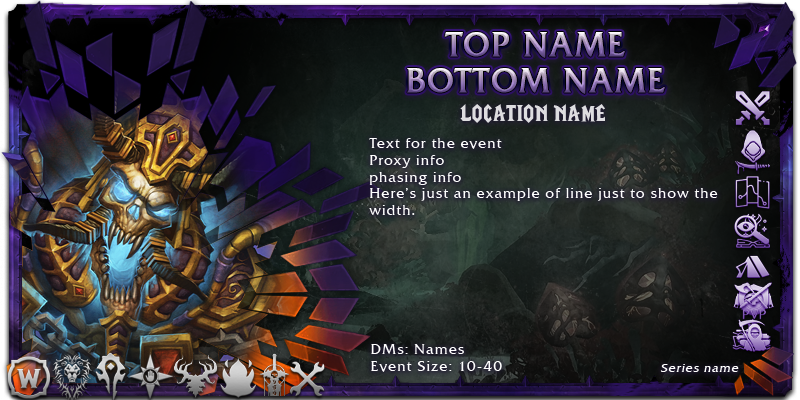 TOP NAME
BOTTOM NAME
LOCATION NAME
Text for the event
Proxy info
phasing info
Here's just an example of line just to show the
width.
DMs: Names
Event Size: 10-40
Series name
W